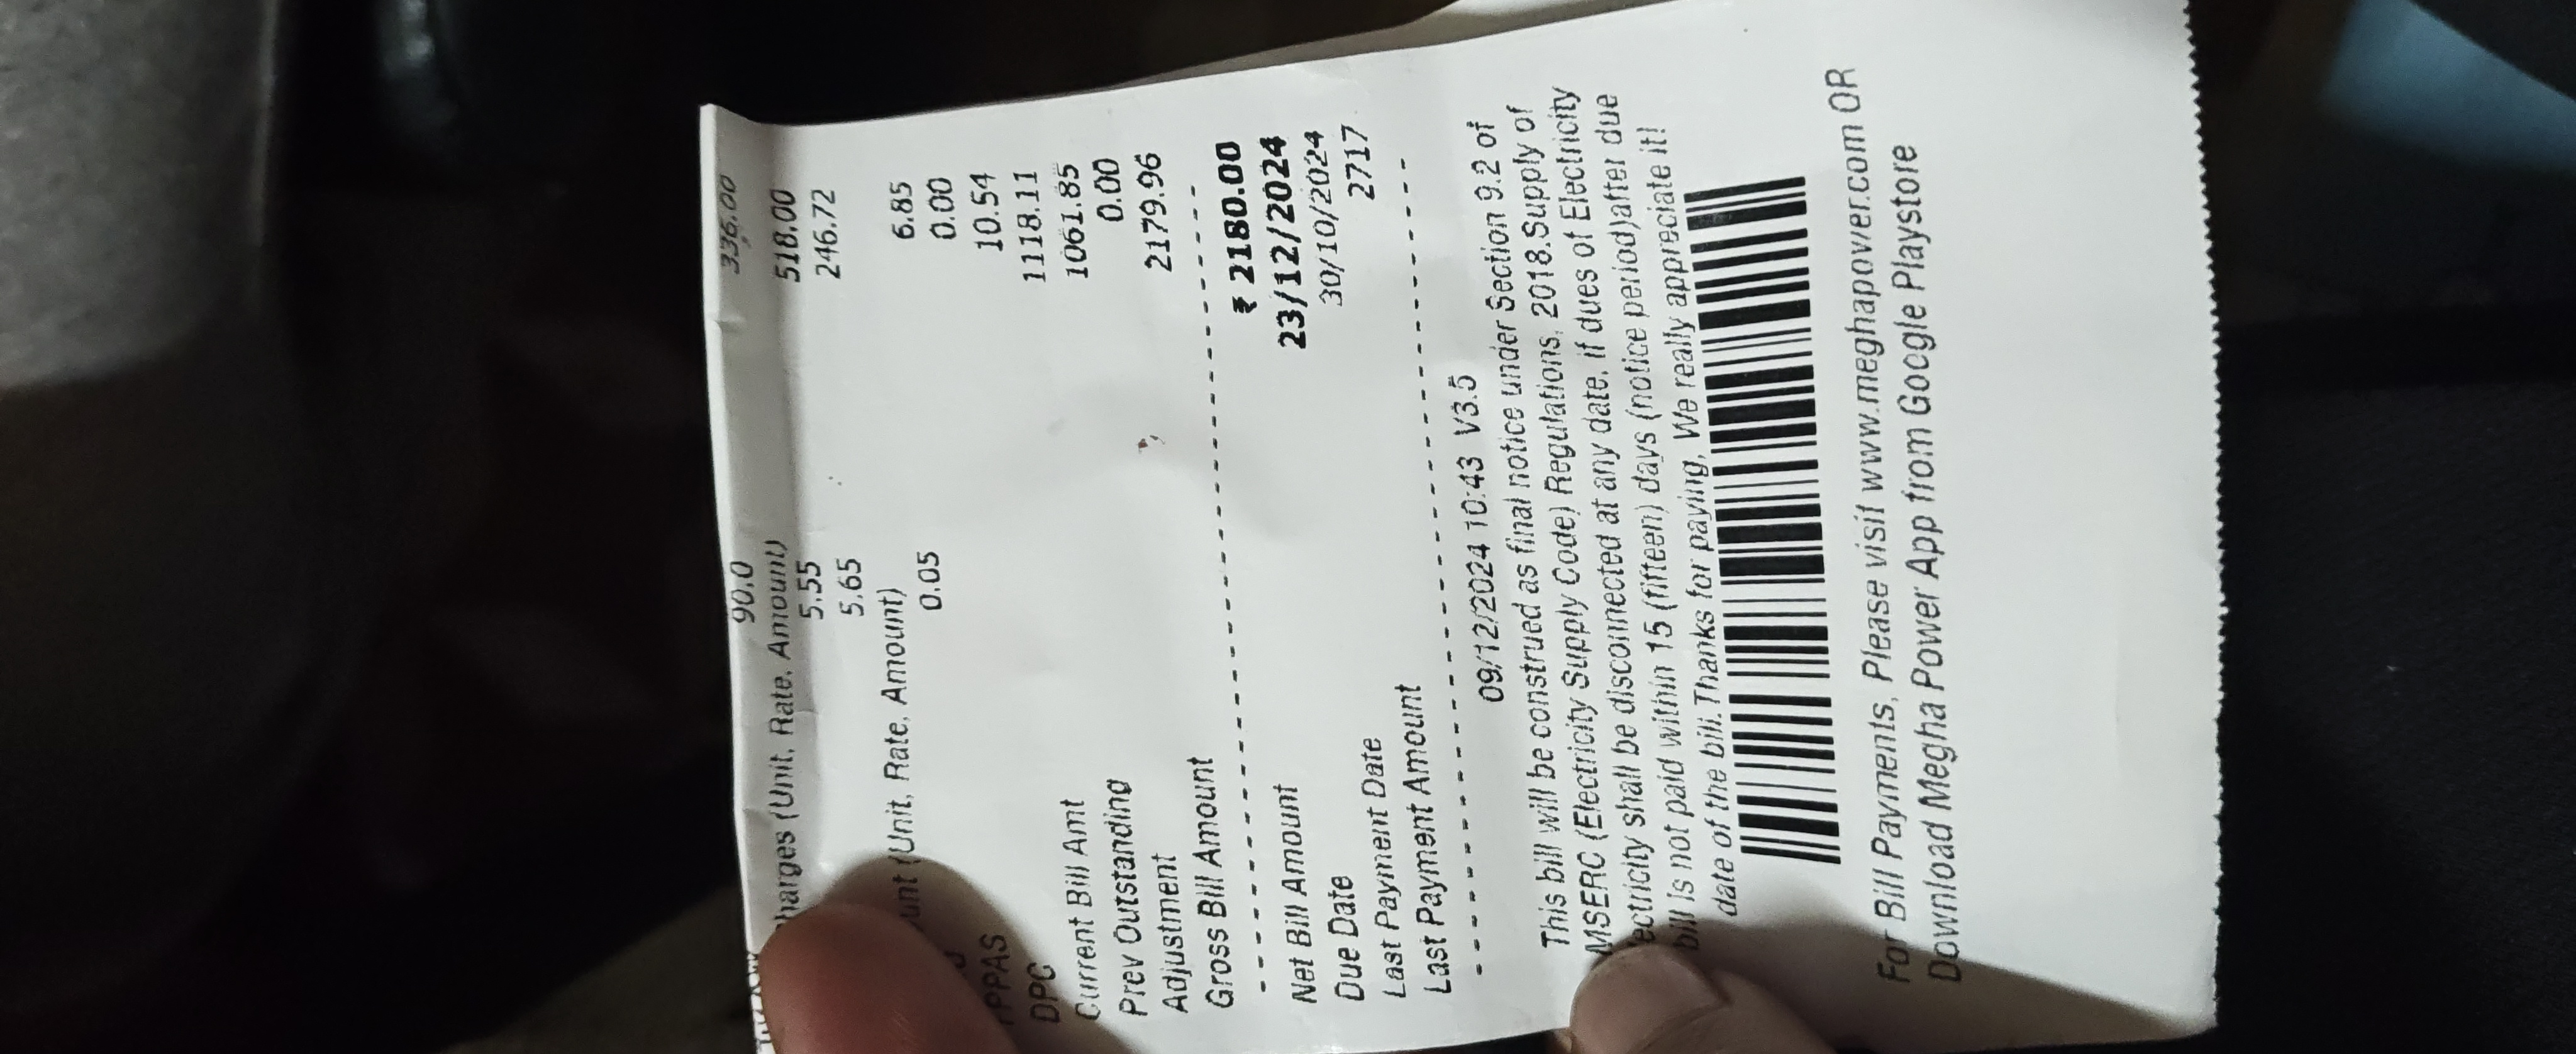 90.0 336.00
harges (Unit, Rate, Amount)
5.55 518.00
5.65 246.72
unt (Unit, Rate, Amount)
0.05 6.85
0.00
FPPAS 10.54
DPC
Current Bill Amt 1118.11
Prev Outstanding 1061.85
Adjustment 0.00
Gross Bill Amount 2179.96
Net Bill Amount ₹ 2180.00
Due Date 23/12/2024
Last Payment Date 30/10/2024
Last Payment Amount 2717
09/12/2024 10:43 V3.5
This bill will be construed as final notice under Section 9.2 of
MSERC (Electricity Supply Code) Regulations, 2018.Supply of
ectricity shall be disconnected at any date, if dues of Electricity
bill is not paid within 15 (fifteen) days (notice period)after due
date of the bill.Thanks for paying, We really appreciate it!
For Bill Payments, Please visit www.meghapower.com OR
Download Megha Power App from Google Playstore